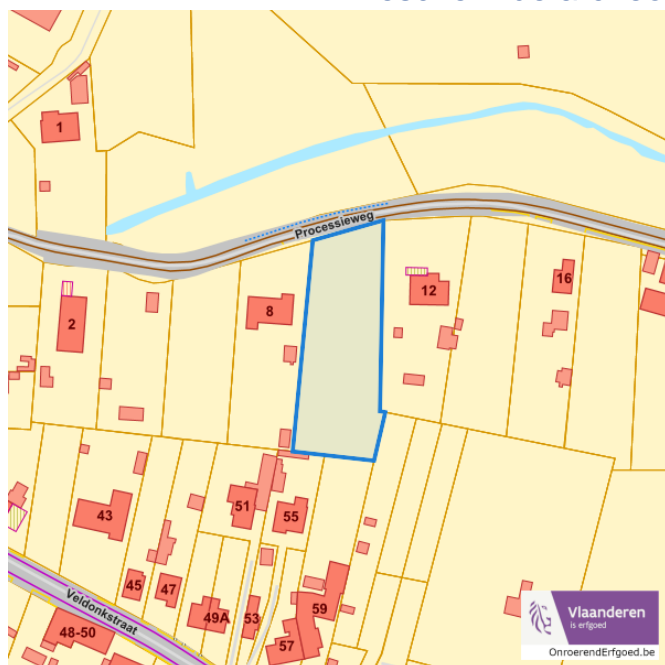 1
Processieweg
2
8
12
16
43
51
55
45
47
49A
53
59
57
Veldonkstraat
48-50
Vlaanderen
is erfgoed
OnroerendErfgoed.be